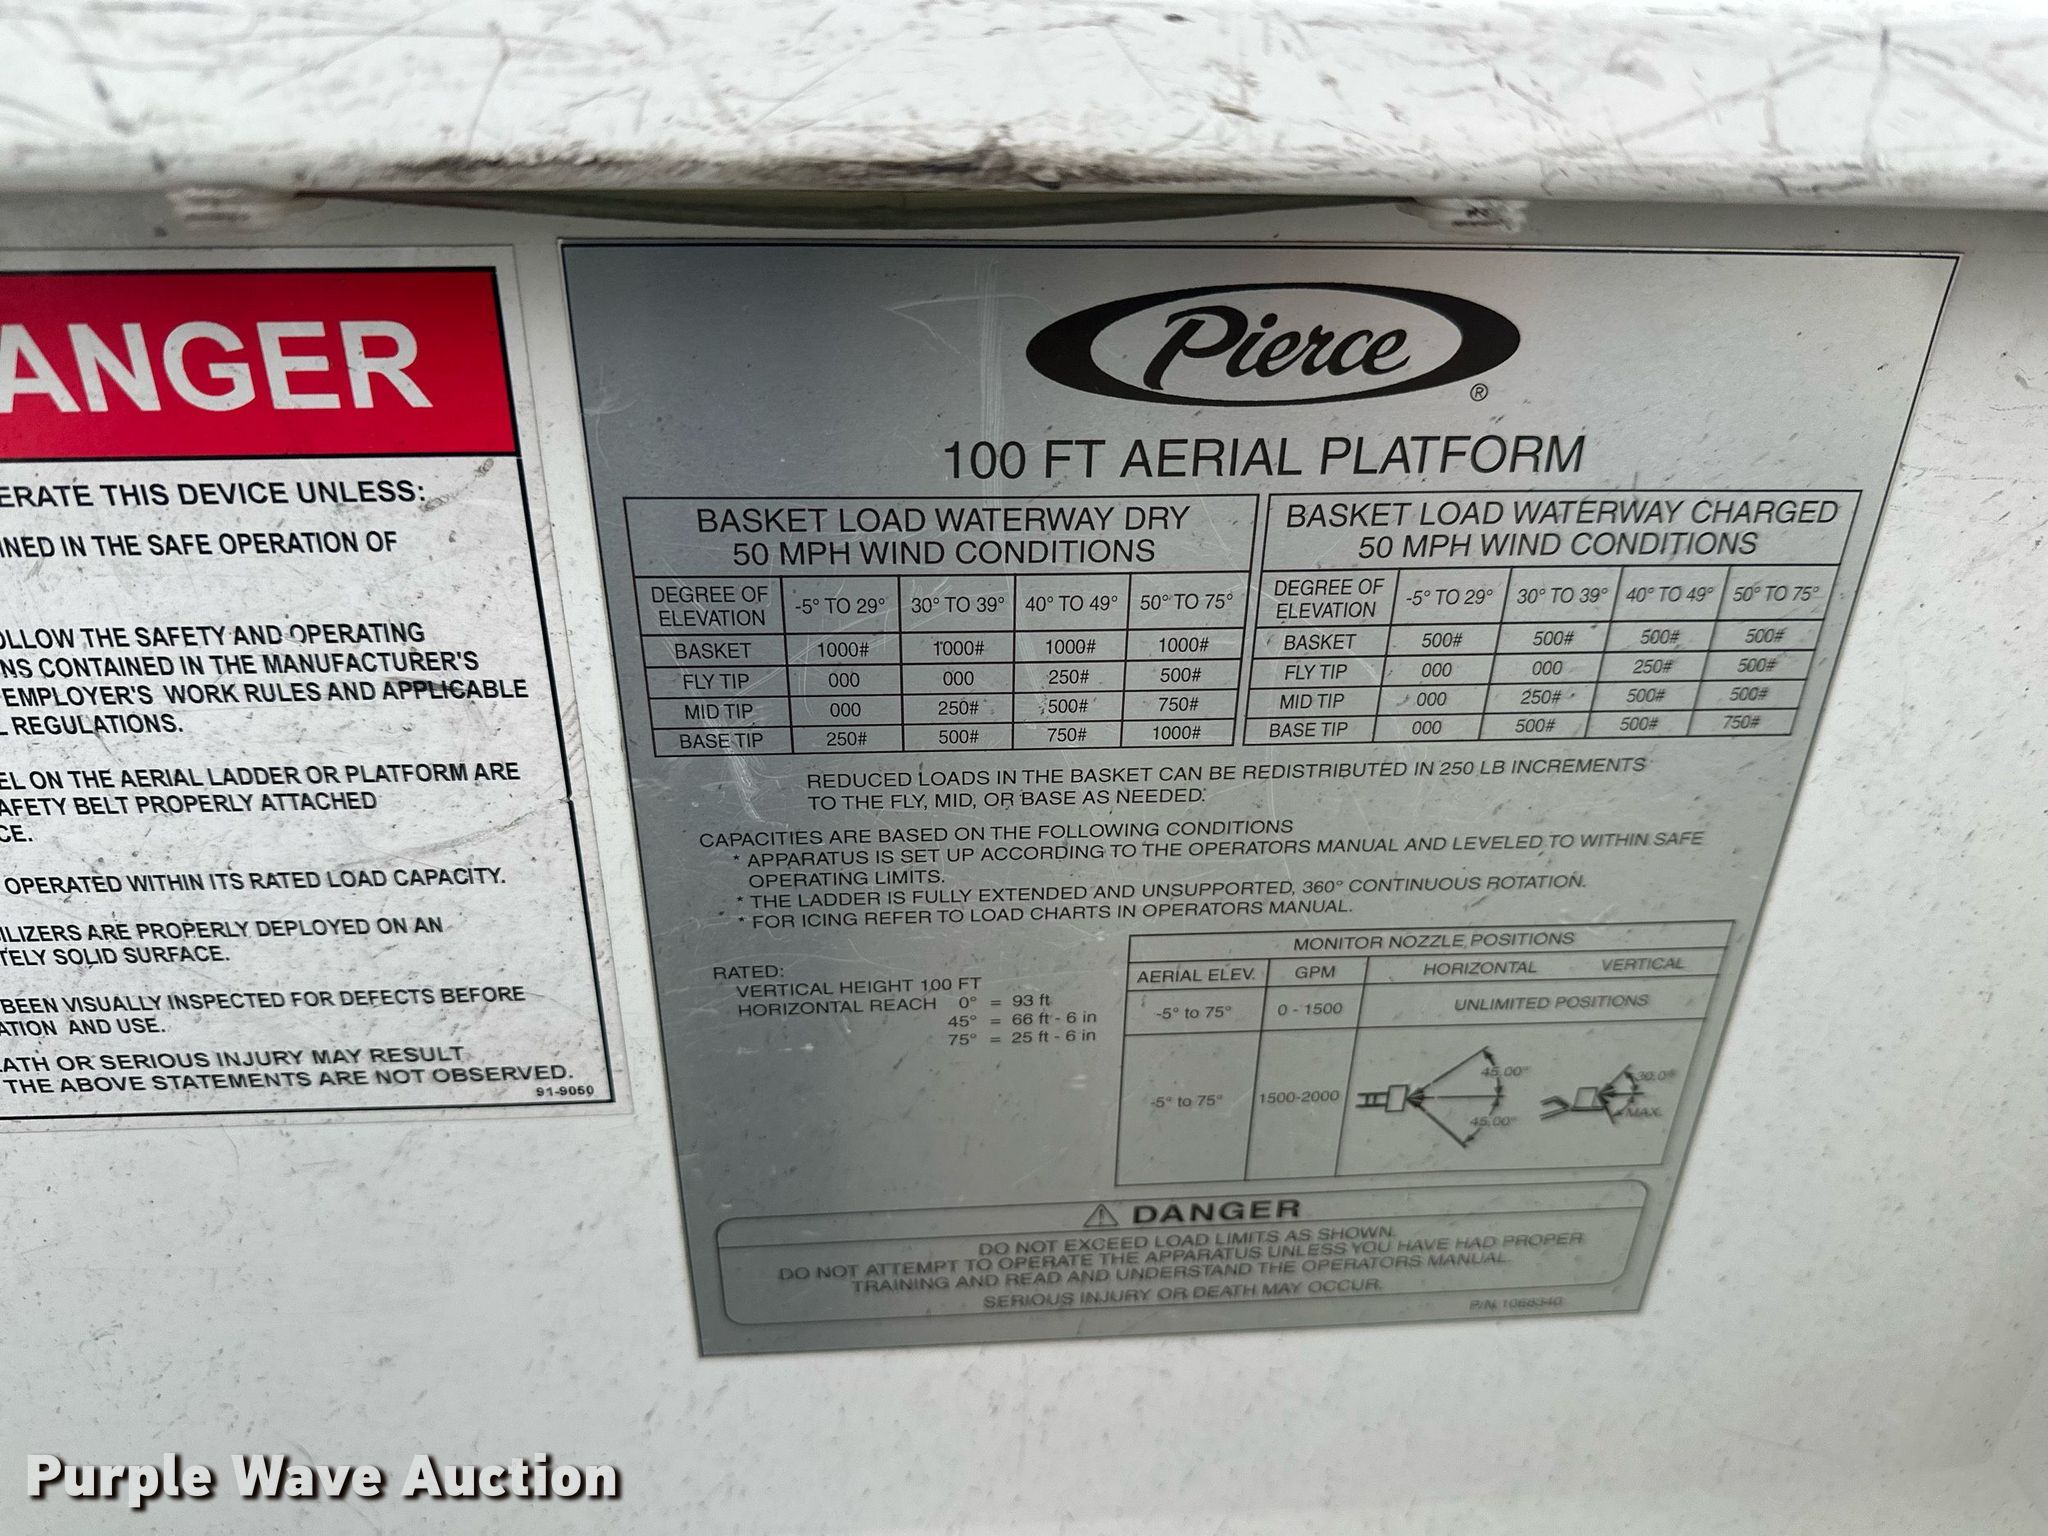 ANGER
ERATE THIS DEVICE UNLESS:
INED IN THE SAFE OPERATION OF
OLLOW THE SAFETY AND OPERATING
NS CONTAINED IN THE MANUFACTURER'S
EMPLOYER'S WORK RULES AND APPLICABLE
L REGULATIONS.
EL ON THE AERIAL LADDER OR PLATFORM ARE
AFETY BELT PROPERLY ATTACHED
CE.
OPERATED WITHIN ITS RATED LOAD CAPACITY.
ILIZERS ARE PROPERLY DEPLOYED ON AN
TELY SOLID SURFACE.
BEEN VISUALLY INSPECTED FOR DEFECTS BEFORE
ATION AND USE.
EATH OR SERIOUS INJURY MAY RESULT
THE ABOVE STATEMENTS ARE NOT OBSERVED.
91-9050
Pierce
®
100 FT AERIAL PLATFORM
BASKET LOAD WATERWAY DRY
50 MPH WIND CONDITIONS
DEGREE OF ELEVATION -5° TO 29° 30° TO 39° 40° TO 49° 50° TO 75°
BASKET 1000# 1000# 1000# 1000#
FLY TIP 000 000 250# 500#
MID TIP 000 250# 500# 750#
BASE TIP 250# 500# 750# 1000#
BASKET LOAD WATERWAY CHARGED
50 MPH WIND CONDITIONS
DEGREE OF ELEVATION -5° TO 29° 30° TO 39° 40° TO 49° 50° TO 75°
BASKET 500# 500# 500# 500#
FLY TIP 000 000 250# 500#
MID TIP 000 250# 500# 500#
BASE TIP 000 500# 500# 750#
REDUCED LOADS IN THE BASKET CAN BE REDISTRIBUTED IN 250 LB INCREMENTS
TO THE FLY, MID, OR BASE AS NEEDED.
CAPACITIES ARE BASED ON THE FOLLOWING CONDITIONS
* APPARATUS IS SET UP ACCORDING TO THE OPERATORS MANUAL AND LEVELED TO WITHIN SAFE
OPERATING LIMITS.
* THE LADDER IS FULLY EXTENDED AND UNSUPPORTED, 360° CONTINUOUS ROTATION.
* FOR ICING REFER TO LOAD CHARTS IN OPERATORS MANUAL.
RATED:
VERTICAL HEIGHT 100 FT
HORIZONTAL REACH 0° = 93 ft
45° = 66 ft - 6 in
75° = 25 ft - 6 in
MONITOR NOZZLE POSITIONS
AERIAL ELEV. GPM HORIZONTAL VERTICAL
-5° to 75° 0 - 1500 UNLIMITED POSITIONS
-5° to 75° 1500-2000 45.00° 45.00° 30.0° MAX.
DANGER
DO NOT EXCEED LOAD LIMITS AS SHOWN.
DO NOT ATTEMPT TO OPERATE THE APPARATUS UNLESS YOU HAVE HAD PROPER
TRAINING AND READ AND UNDERSTAND THE OPERATORS MANUAL.
SERIOUS INJURY OR DEATH MAY OCCUR.
P/N 1068340
Purple Wave Auction